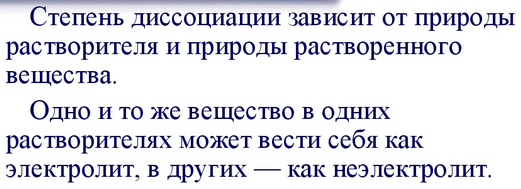 Степень диссоциации зависит от природы
растворителя и природы растворенного
вещества.
Одно и то же вещество в одних
растворителях может вести себя как
электролит, в других — как неэлектролит.